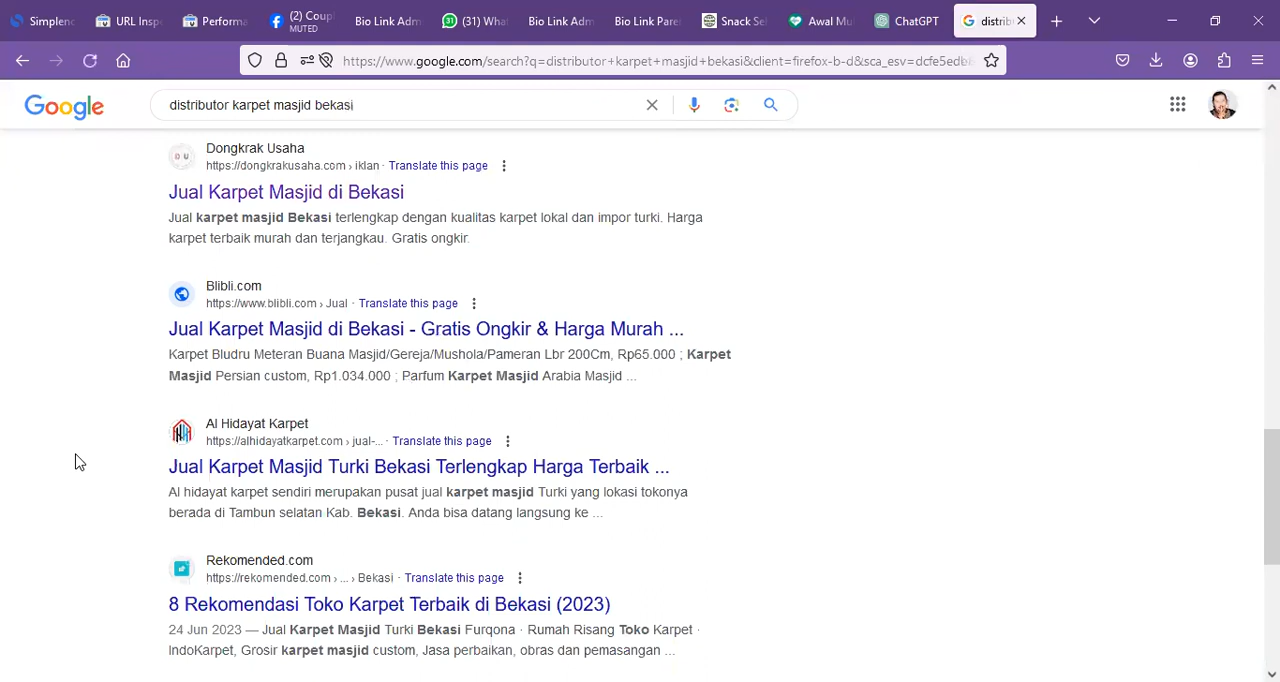 Simplenc
URL Insp
Performa
(2) Coup
MUTED
Bio Link Adm
(31) Wha
Bio Link Adm
Bio Link Pare
Snack Se
Awal Mu
ChatGPT
distrib
https://www.google.com/search?q=distributor+karpet+masjid+bekasi&client=firefox-b-d&sca_esv=dcfe5edb
Google
distributor karpet masjid bekasi
Dongkrak Usaha
https://dongkrakusaha.com › iklan · Translate this page
Jual Karpet Masjid di Bekasi
Jual karpet masjid Bekasi terlengkap dengan kualitas karpet lokal dan impor turki. Harga
karpet terbaik murah dan terjangkau. Gratis ongkir.
Blibli.com
https://www.blibli.com › Jual · Translate this page
Jual Karpet Masjid di Bekasi - Gratis Ongkir & Harga Murah ...
Karpet Bludru Meteran Buana Masjid/Gereja/Mushola/Pameran Lbr 200Cm, Rp65.000 ; Karpet
Masjid Persian custom, Rp1.034.000 ; Parfum Karpet Masjid Arabia Masjid ...
Al Hidayat Karpet
https://alhidayatkarpet.com › jual-... · Translate this page
Jual Karpet Masjid Turki Bekasi Terlengkap Harga Terbaik ...
Al hidayat karpet sendiri merupakan pusat jual karpet masjid Turki yang lokasi tokonya
berada di Tambun selatan Kab. Bekasi. Anda bisa datang langsung ke ...
Rekomended.com
https://rekomended.com › ... › Bekasi · Translate this page
8 Rekomendasi Toko Karpet Terbaik di Bekasi (2023)
24 Jun 2023 — Jual Karpet Masjid Turki Bekasi Furqona · Rumah Risang Toko Karpet ·
IndoKarpet, Grosir karpet masjid custom, Jasa perbaikan, obras dan pemasangan ...